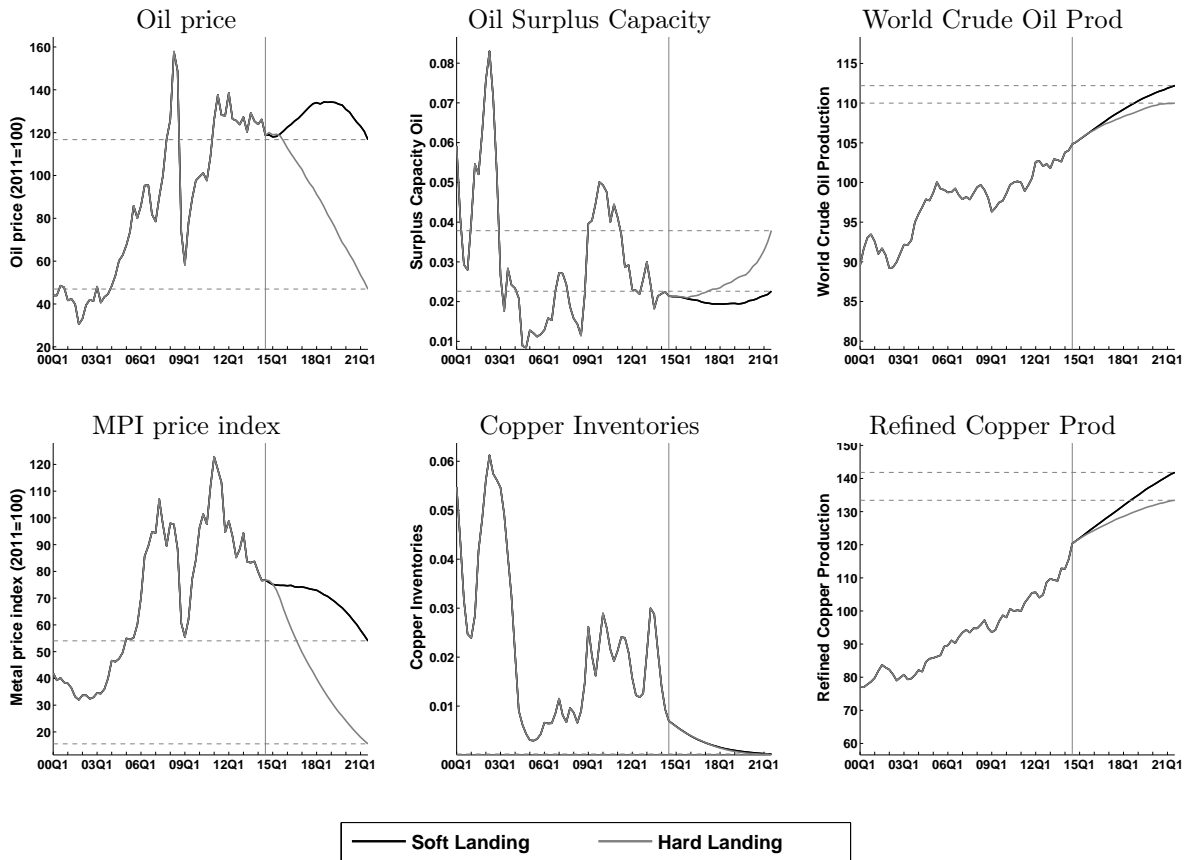 Oil price
Oil Surplus Capacity
World Crude Oil Prod
Oil price (2011=100)
160
140
120
100
80
60
40
20
00Q1 03Q1 09Q1 12Q1 15Q1 18Q1 21Q1
Surplus Capacity Oil
0.08
0.07
0.06
0.05
0.04
0.03
0.02
0.01
00Q1 03Q1 09Q1 12Q1 15Q1 18Q1 21Q1
World Crude Oil Production
115
110
105
100
95
90
85
80
00Q1 03Q1 09Q1 12Q1 15Q1 18Q1 21Q1
MPI price index
Copper Inventories
Refined Copper Prod
Metal price index (2011=100)
120
110
100
90
80
70
60
50
40
30
20
00Q1 03Q1 09Q1 12Q1 15Q1 18Q1 21Q1
Copper Inventories
0.06
0.05
0.04
0.03
0.02
0.01
00Q1 03Q1 09Q1 12Q1 15Q1 18Q1 21Q1
Refined Copper Production
150
140
130
120
110
100
90
80
70
60
00Q1 03Q1 09Q1 12Q1 15Q1 18Q1 21Q1
Soft Landing Hard Landing